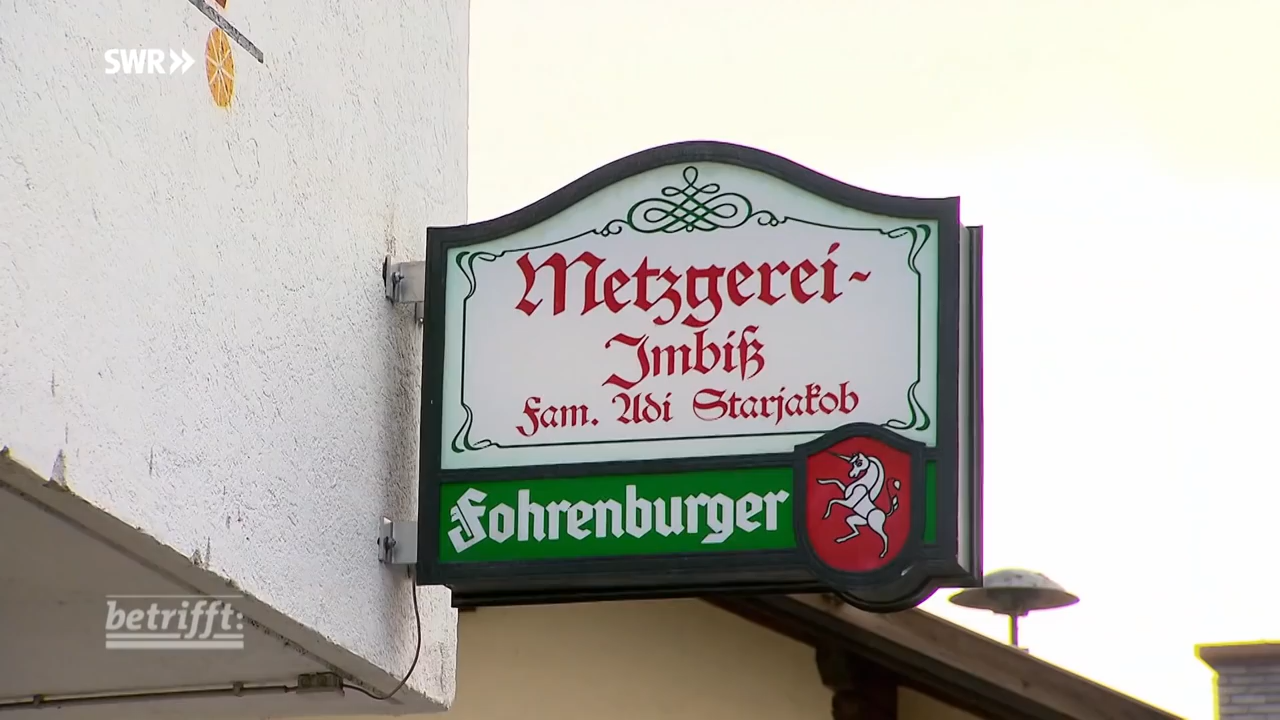 SWR»
Metzgerei-
Imbiß
Fam. Adi Starjakob
Fohrenburger
betrifft: